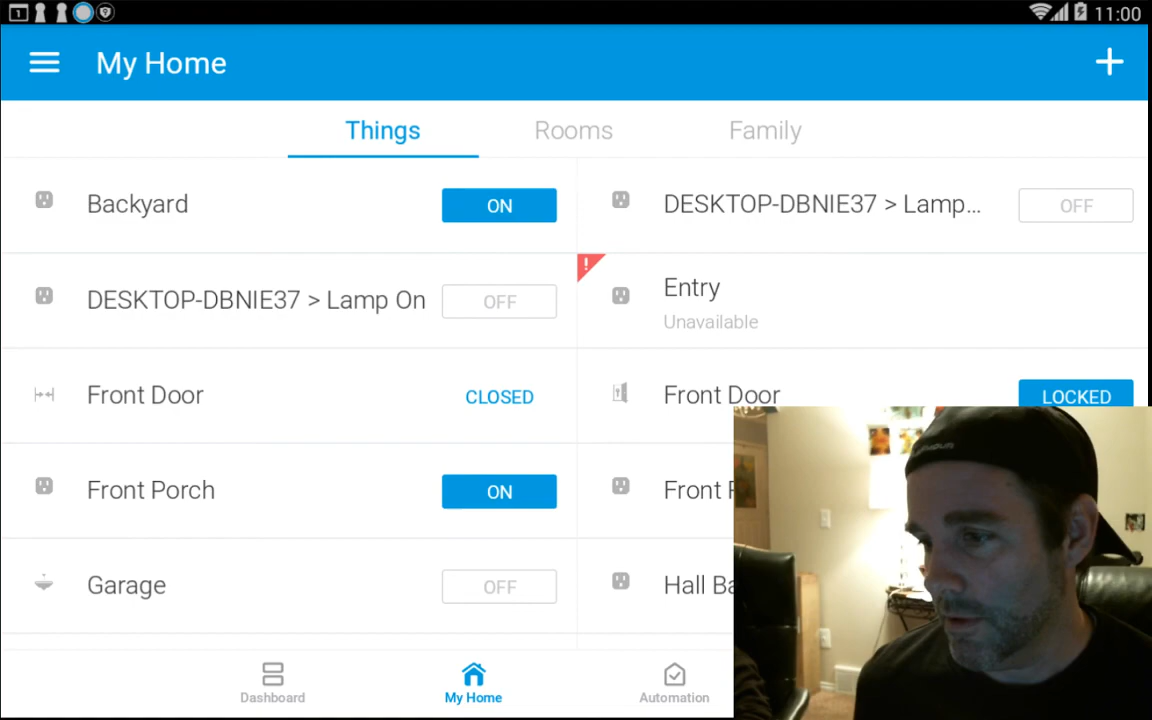 1
11:00
My Home
Things
Rooms
Family
Backyard
ON
DESKTOP-DBNIE37 > Lamp...
OFF
DESKTOP-DBNIE37 > Lamp On
OFF
!
Entry
Unavailable
Front Door
CLOSED
Front Door
LOCKED
Front Porch
ON
Front
Garage
OFF
Hall
Dashboard
My Home
Automation